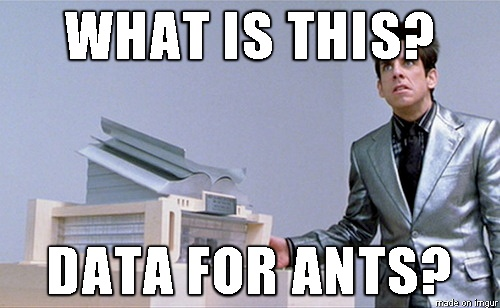 WHAT IS THIS?
DATA FOR ANTS?
made on imgur